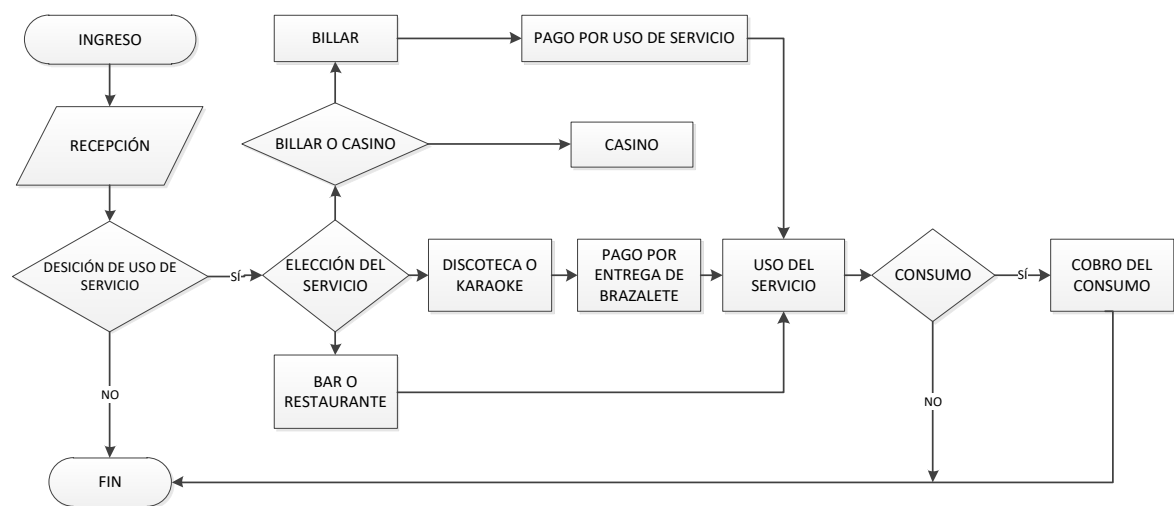 INGRESO
BILLAR
PAGO POR USO DE SERVICIO
RECEPCIÓN
BILLAR O CASINO
CASINO
DESICIÓN DE USO DE
SERVICIO
SÍ
ELECCIÓN DEL
SERVICIO
DISCOTECA O
KARAOKE
PAGO POR
ENTREGA DE
BRAZALETE
USO DEL
SERVICIO
CONSUMO
SÍ
COBRO DEL
CONSUMO
BAR O
RESTAURANTE
NO
NO
FIN